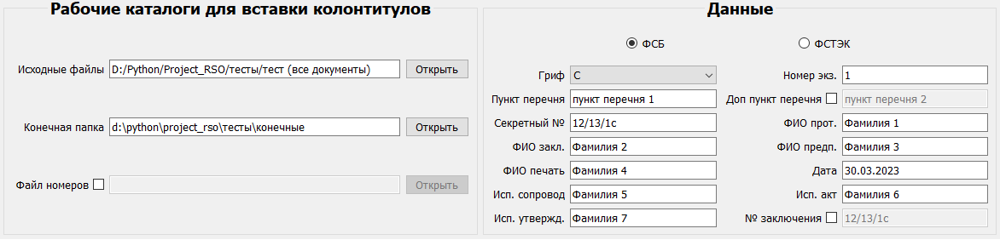 Рабочие каталоги для вставки колонтитулов
Исходные файлы D:/Python/Project_RSO/тесты/тест (все документы) Открыть
Конечная папка d:\python\project_rso\тесты\конечные Открыть
Файл номеров Открыть
Данные
ФСБ ФСТЭК
Гриф С Номер экз. 1
Пункт перечня пункт перечня 1 Доп пункт перечня пункт перечня 2
Секретный № 12/13/1с ФИО прот. Фамилия 1
ФИО закл. Фамилия 2 ФИО предп. Фамилия 3
ФИО печать Фамилия 4 Дата 30.03.2023
Исп. сопровод Фамилия 5 Исп. акт Фамилия 6
Исп. утвержд. Фамилия 7 № заключения 12/13/1с